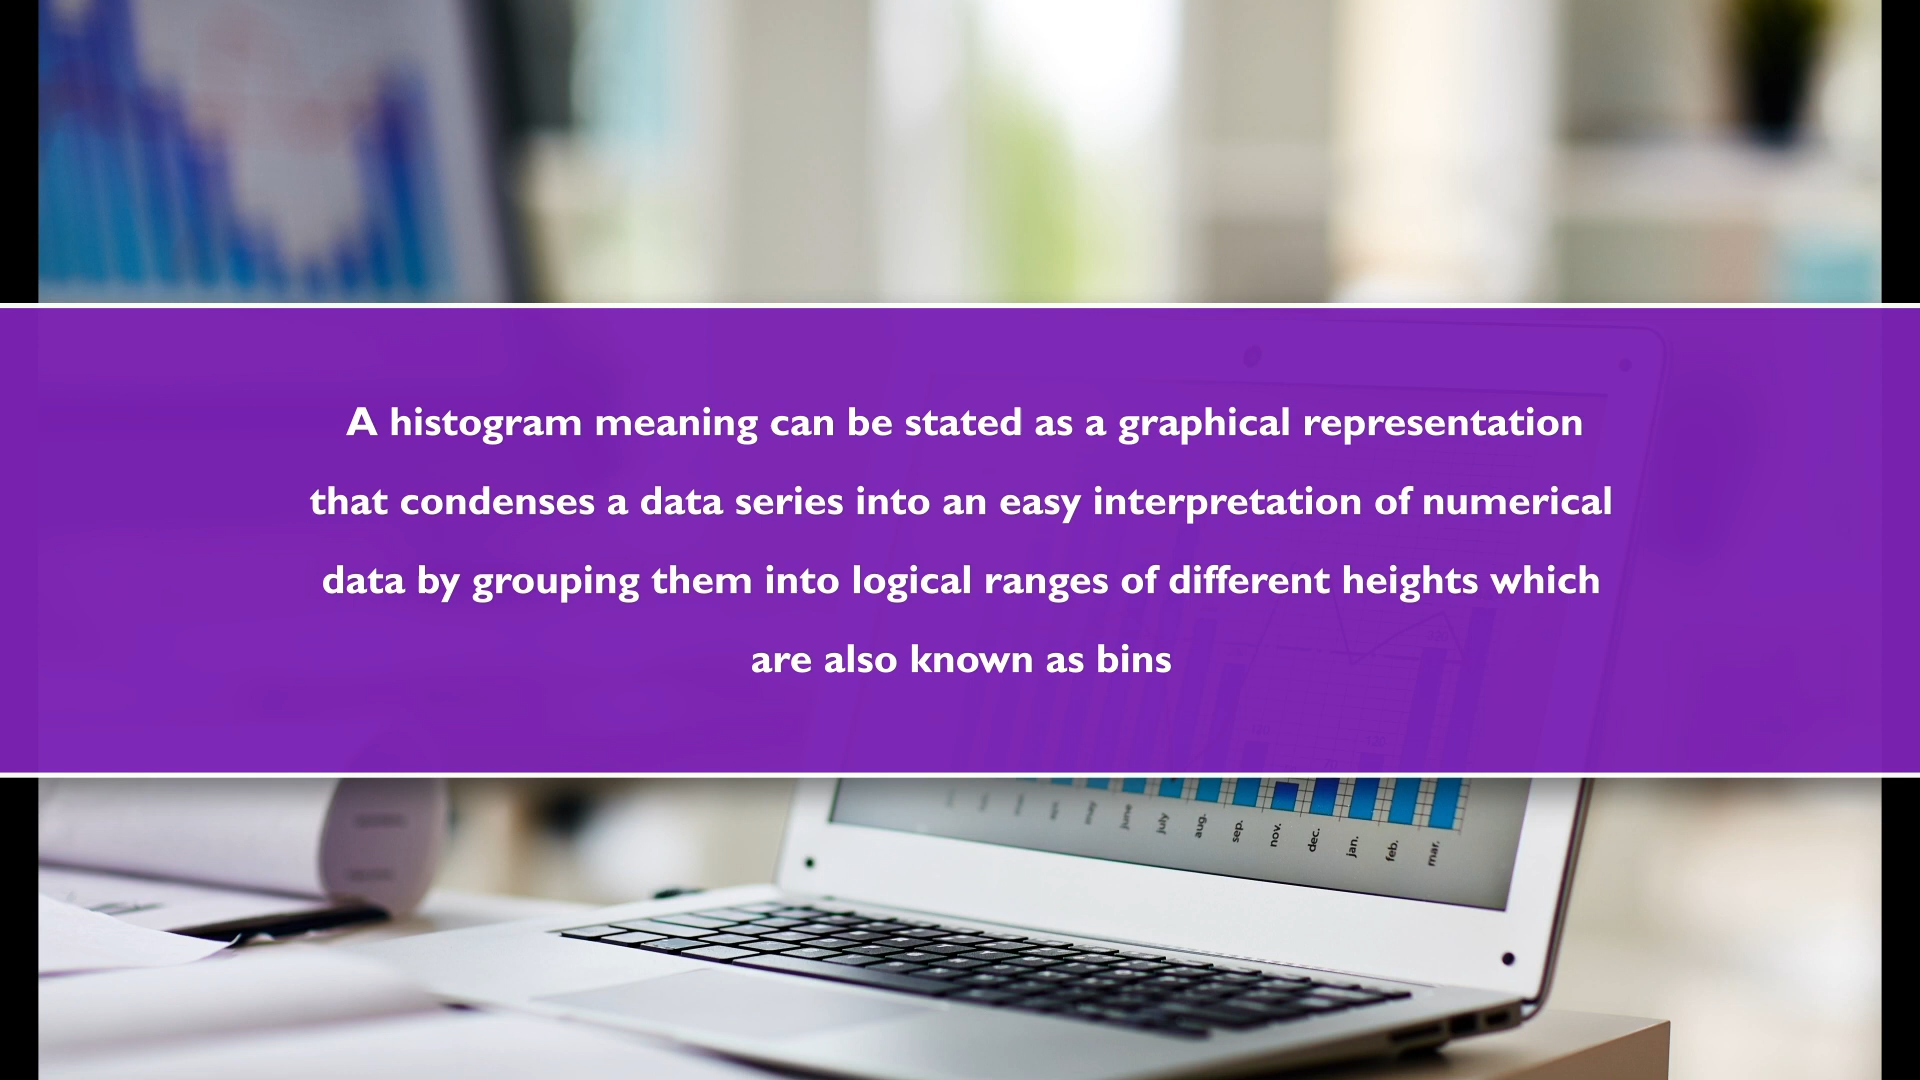 A histogram meaning can be stated as a graphical representation
that condenses a data series into an easy interpretation of numerical
data by grouping them into logical ranges of different heights which
are also known as bins
may
june
july
aug.
sep.
nov.
dec.
jan.
feb.
mar.